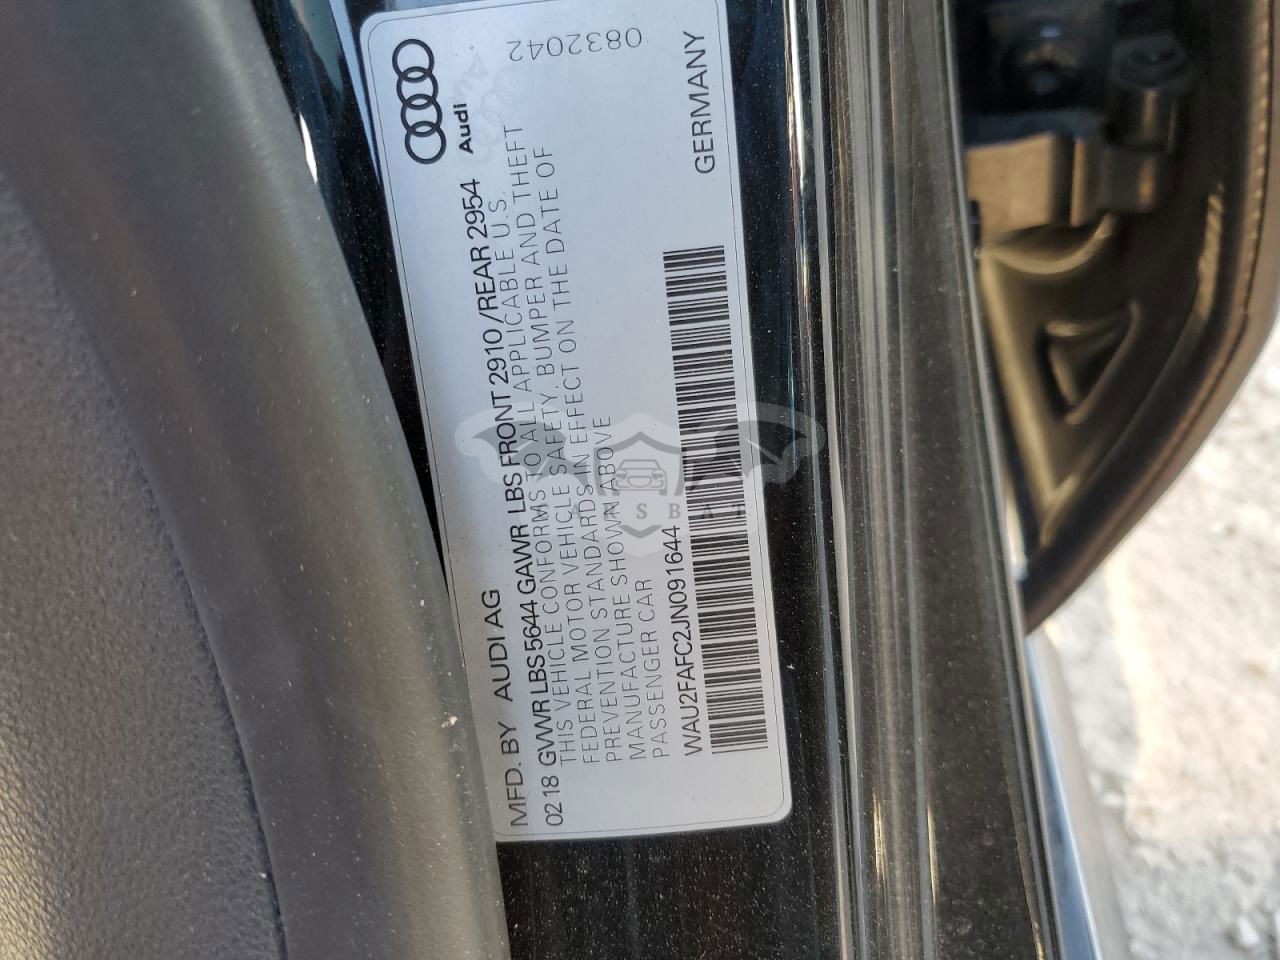 Audi
0832042
MFD. BY AUDI AG
02 18 GVWR LBS 5644 GAWR LBS FRONT 2910 /REAR 2954
THIS VEHICLE CONFORMS TO ALL APPLICABLE U.S.
FEDERAL MOTOR VEHICLE SAFETY, BUMPER AND THEFT
PREVENTION STANDARDS IN EFFECT ON THE DATE OF
MANUFACTURE SHOWN ABOVE
PASSENGER CAR
WAU2FAFC2JN091644
GERMANY
CARSBAT